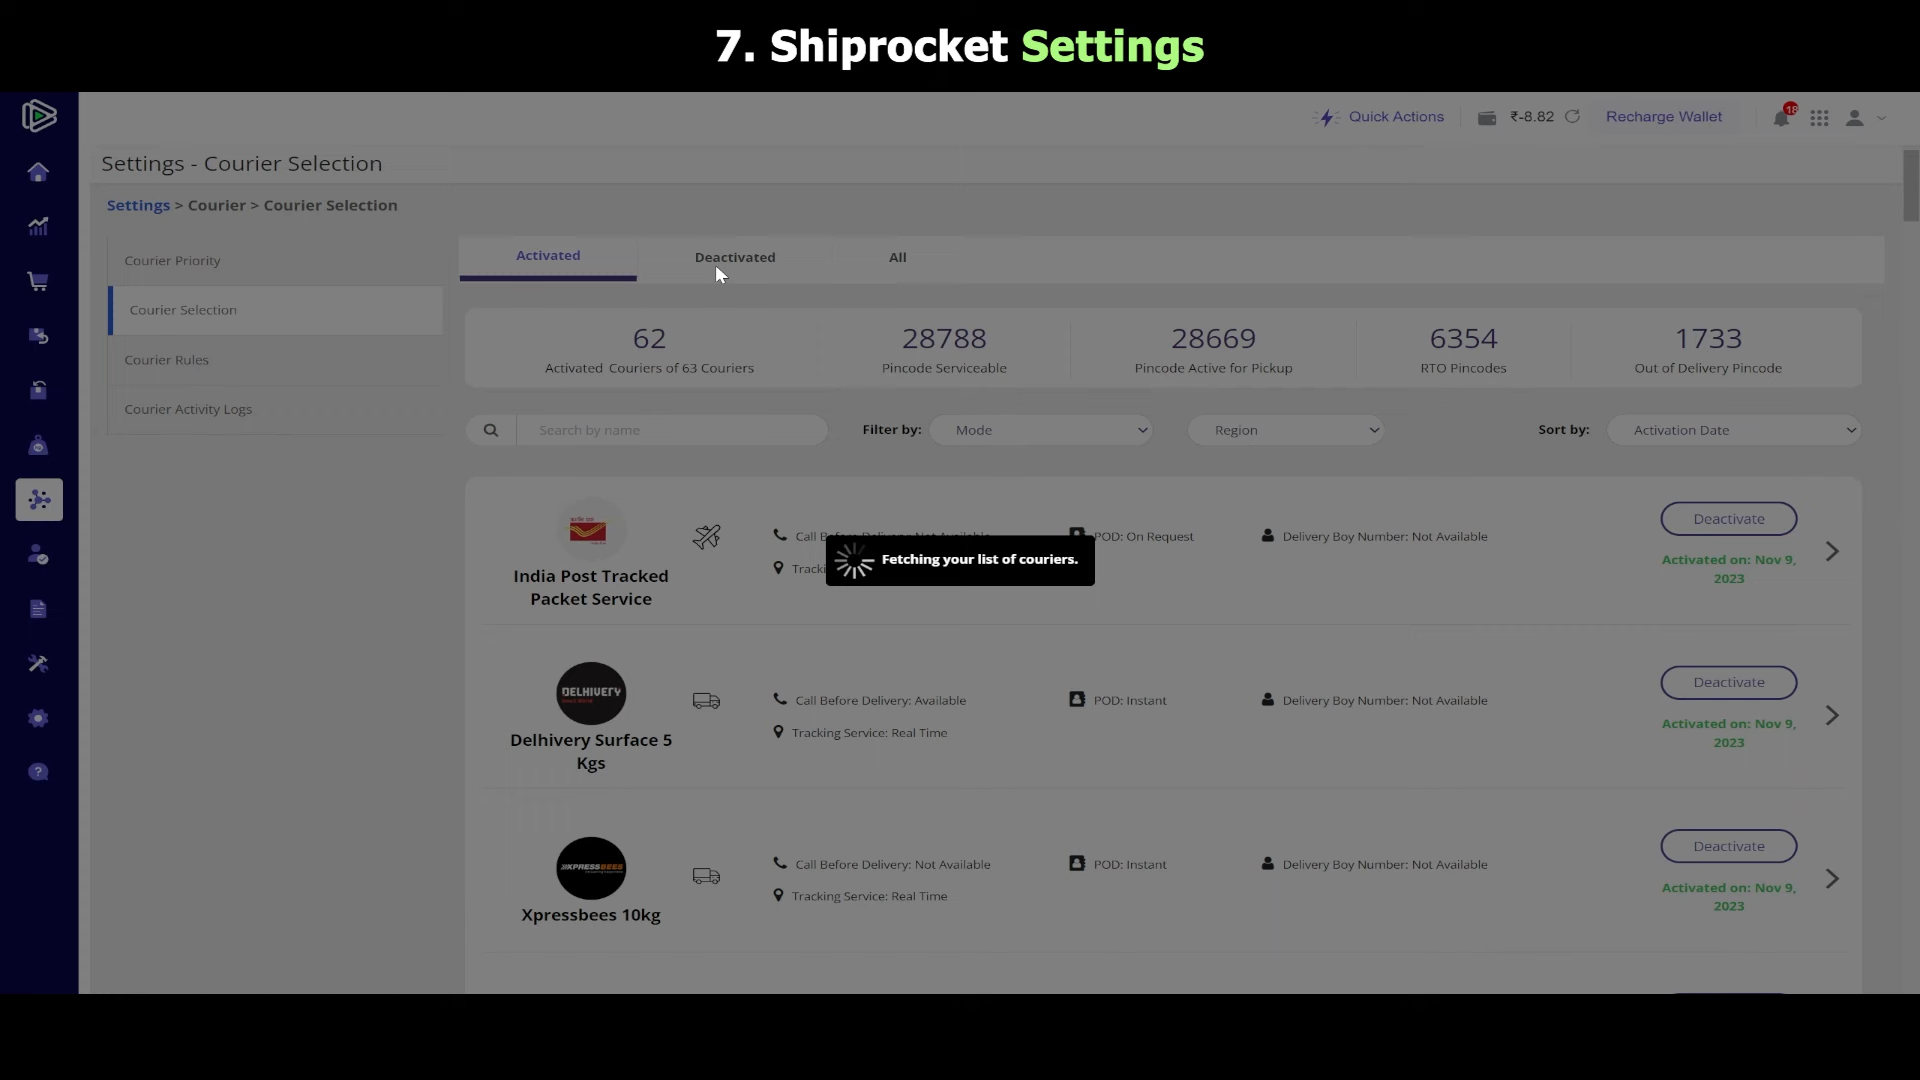 7. Shiprocket Settings
Quick Actions
₹-8.82
Recharge Wallet
18
Settings - Courier Selection
Settings > Courier > Courier Selection
Courier Priority
Courier Selection
Courier Rules
Courier Activity Logs
Activated
Deactivated
All
62
28788
28669
6354
1733
Activated Couriers of 63 Couriers
Pincode Serviceable
Pincode Active for Pickup
RTO Pincodes
Out of Delivery Pincode
Search by name
Filter by:
Mode
Region
Sort by:
Activation Date
India Post Tracked
Packet Service
POD: On Request
Delivery Boy Number: Not Available
Fetching your list of couriers.
Deactivate
Activated on: Nov 9,
2023
DELHIVERY
Delhivery Surface 5
Kgs
Call Before Delivery: Available
POD: Instant
Delivery Boy Number: Not Available
Tracking Service: Real Time
Deactivate
Activated on: Nov 9,
2023
XPRESSBEES
Xpressbees 10kg
Call Before Delivery: Not Available
POD: Instant
Delivery Boy Number: Not Available
Tracking Service: Real Time
Deactivate
Activated on: Nov 9,
2023